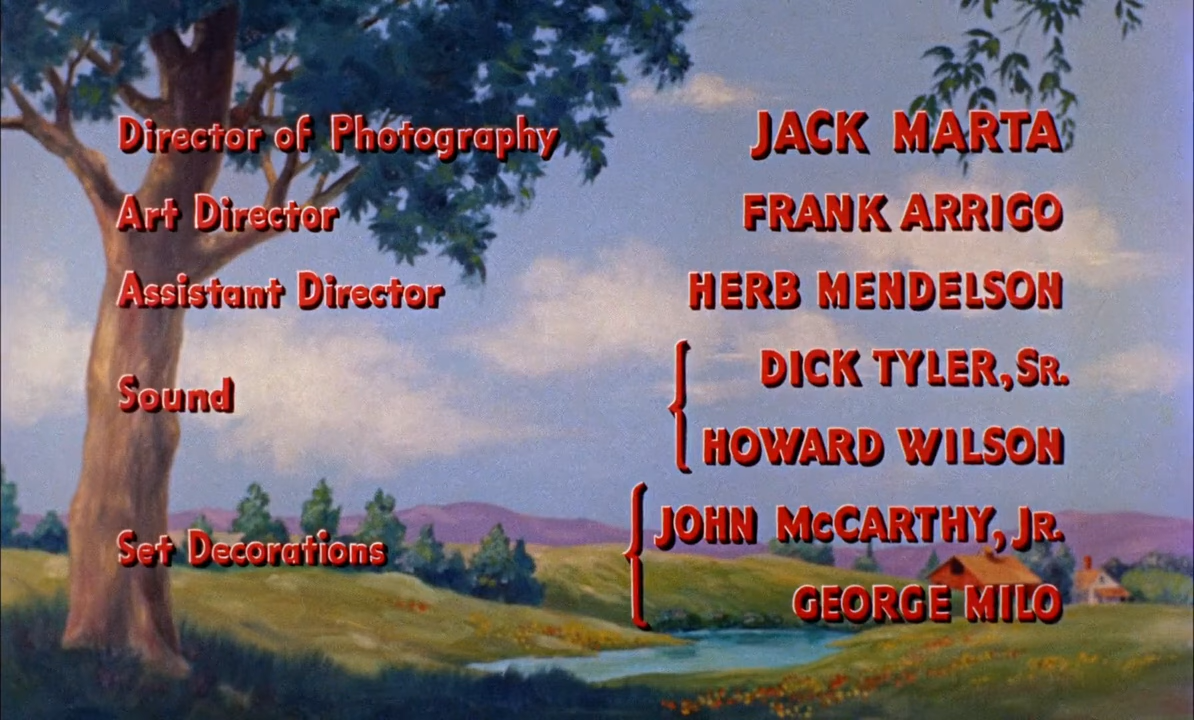 Director of Photography JACK MARTA
Art Director FRANK ARRIGO
Assistant Director HERB MENDELSON
Sound DICK TYLER, SR.
HOWARD WILSON
Set Decorations JOHN McCARTHY, JR.
GEORGE MILO